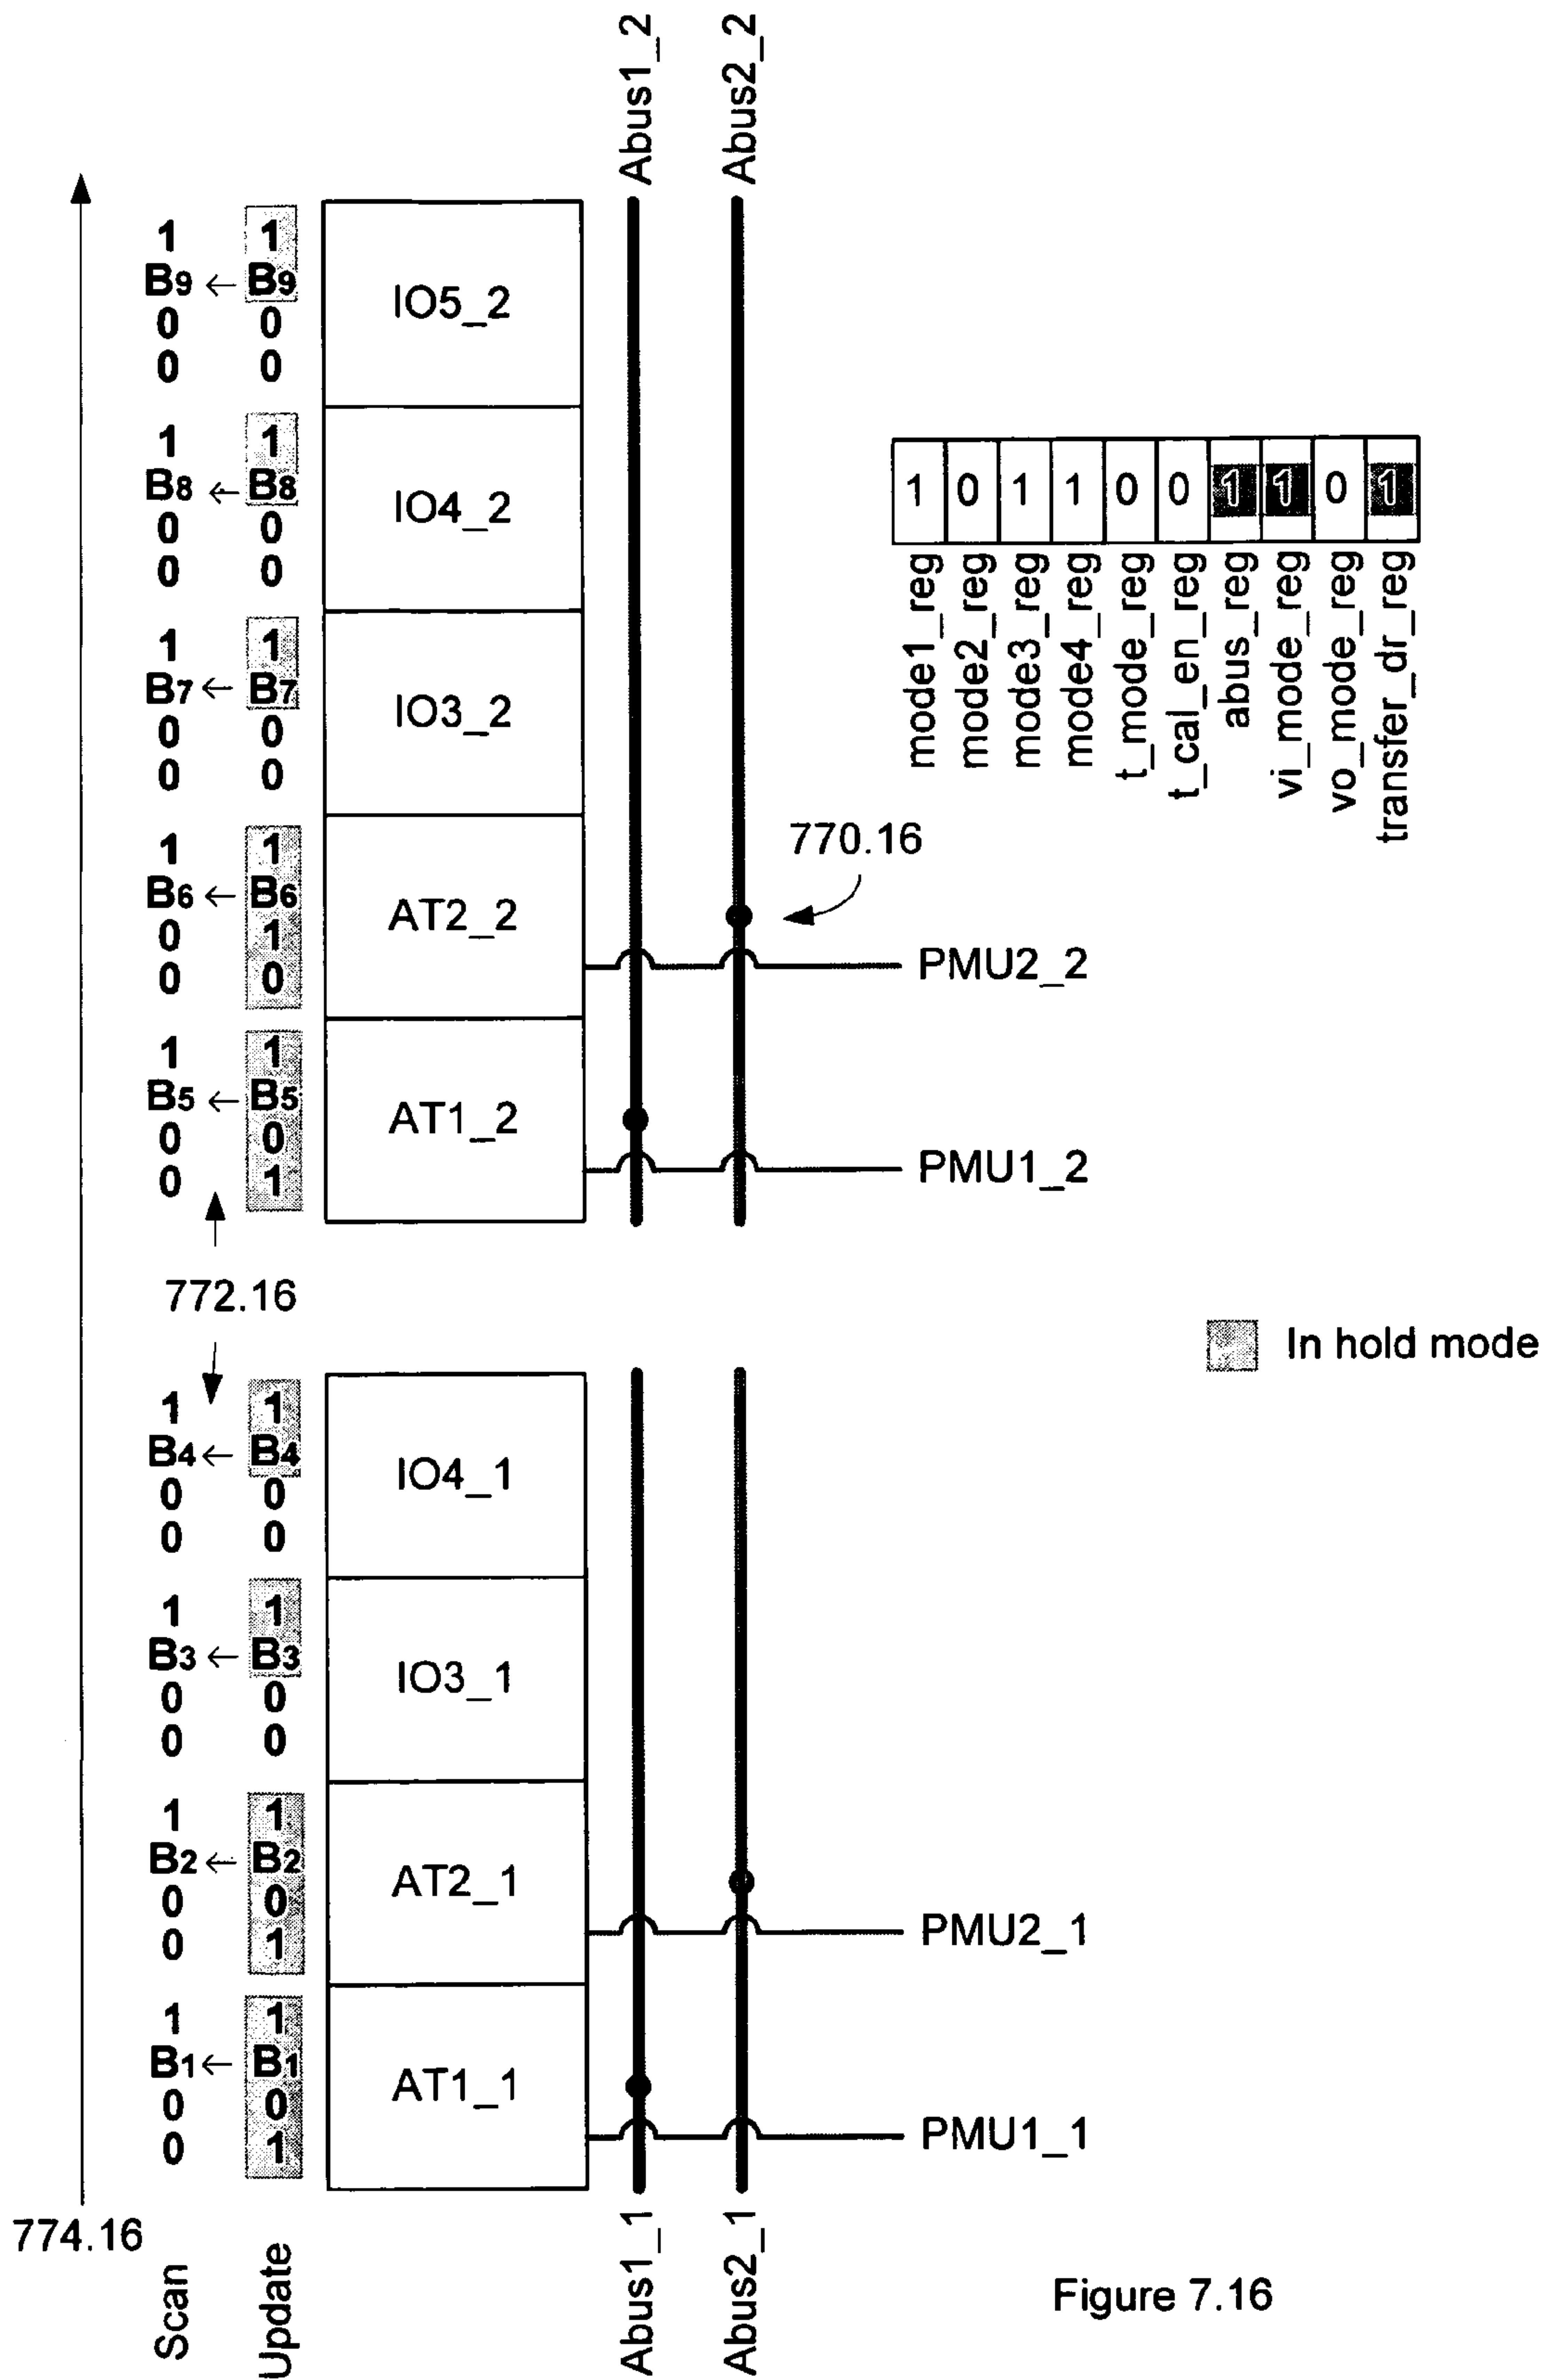 Abus1_2
Abus2_2
1 1
B9 ← B9
0 0
0 0
IO5_2
1 1
B8 ← B8
0 0
0 0
IO4_2
1 0 1 1 0 0 1 1 0 1
mode1_reg
mode2_reg
mode3_reg
mode4_reg
t_mode_reg
t_cal_en_reg
abus_reg
vi_mode_reg
vo_mode_reg
transfer_dr_reg
1 1
B7 ← B7
0 0
0 0
IO3_2
770.16
1 1
B6 ← B6
0 1
0 0
AT2_2
PMU2_2
1 1
B5 ← B5
0 0
0 1
AT1_2
PMU1_2
772.16
In hold mode
1 1
B4 ← B4
0 0
0 0
IO4_1
1 1
B3 ← B3
0 0
0 0
IO3_1
1 1
B2 ← B2
0 0
0 1
AT2_1
PMU2_1
1 1
B1 ← B1
0 0
0 1
AT1_1
PMU1_1
774.16
Scan
Update
Abus1_1
Abus2_1
Figure 7.16